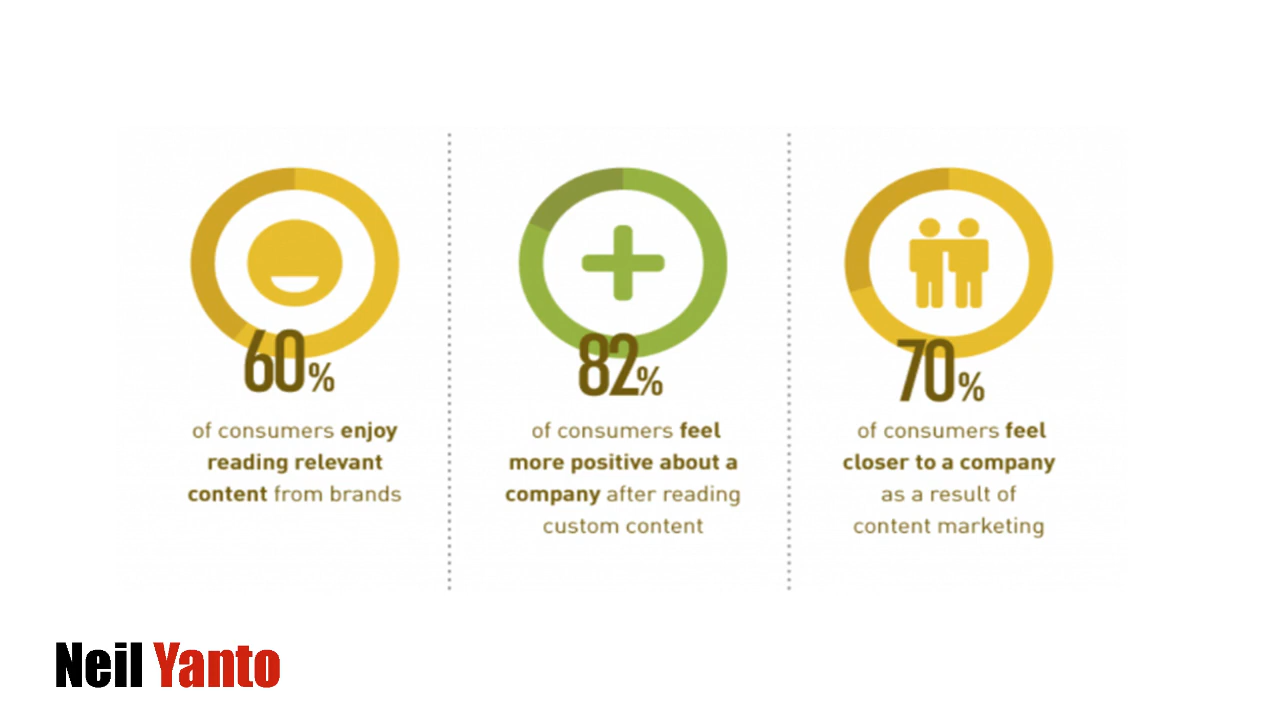 60%
of consumers enjoy
reading relevant
content from brands
82%
of consumers feel
more positive about a
company after reading
custom content
70%
of consumers feel
closer to a company
as a result of
content marketing
Neil Yanto